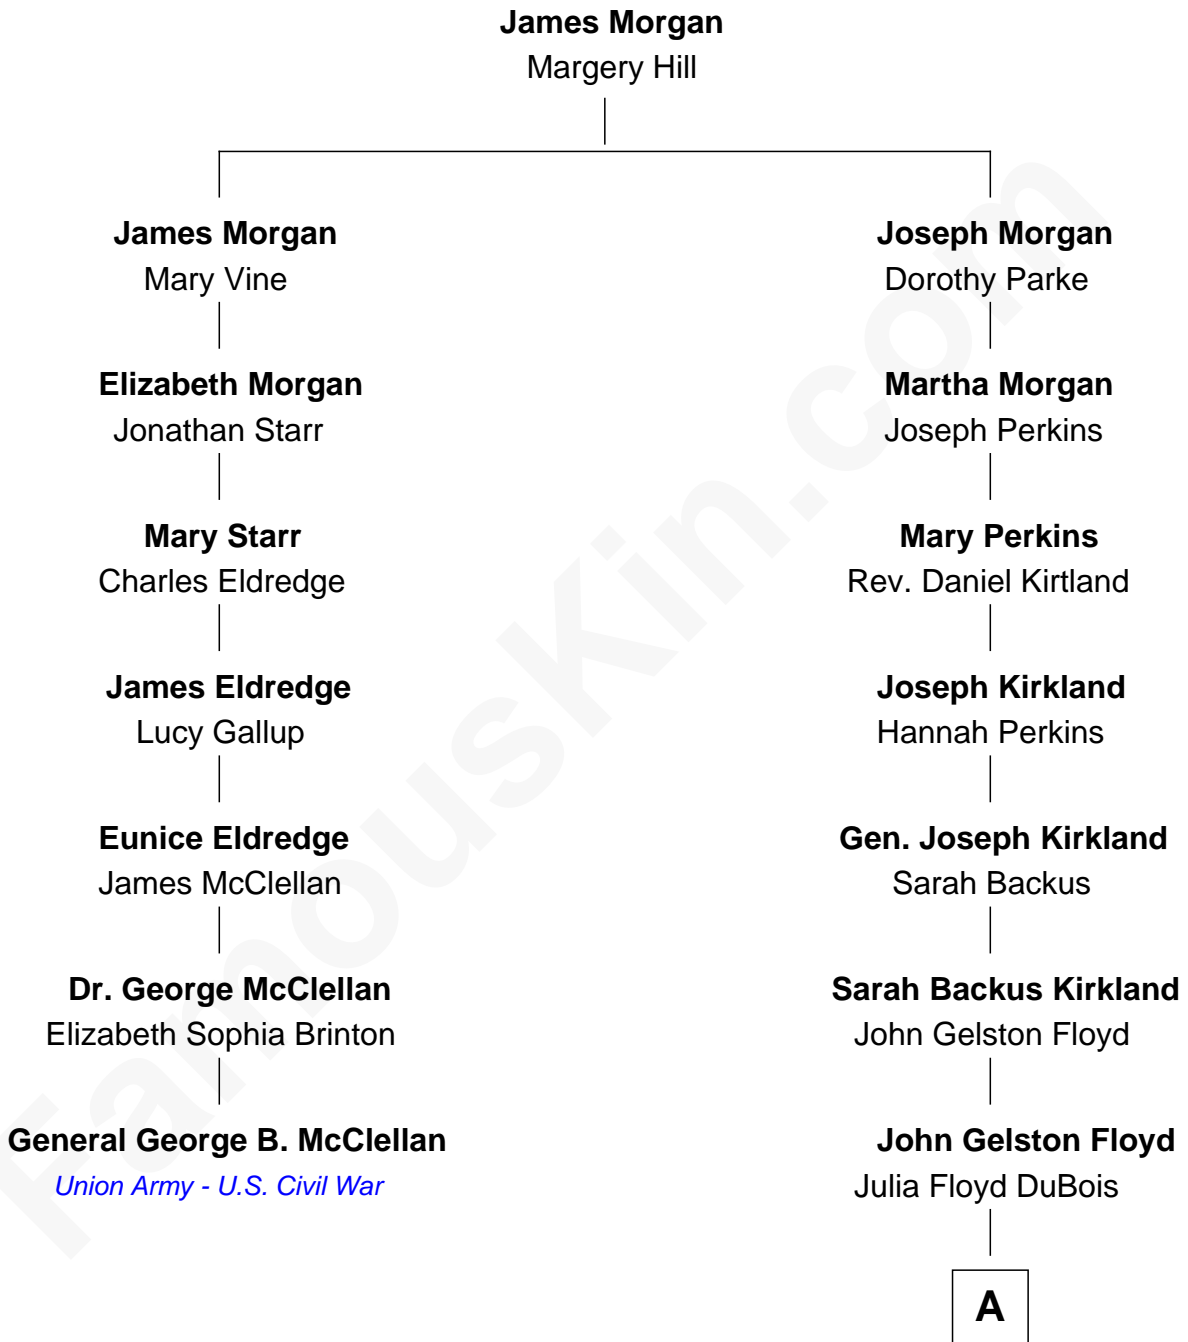 James Morgan
Margery Hill
James Morgan
Mary Vine
Elizabeth Morgan
Jonathan Starr
Mary Starr
Charles Eldredge
James Eldredge
Lucy Gallup
Eunice Eldredge
James McClellan
Dr. George McClellan
Elizabeth Sophia Brinton
General George B. McClellan
Union Army - U.S. Civil War
Joseph Morgan
Dorothy Parke
Martha Morgan
Joseph Perkins
Mary Perkins
Rev. Daniel Kirtland
Joseph Kirkland
Hannah Perkins
Gen. Joseph Kirkland
Sarah Backus
Sarah Backus Kirkland
John Gelston Floyd
John Gelston Floyd
Julia Floyd DuBois
A
FamousKin.com